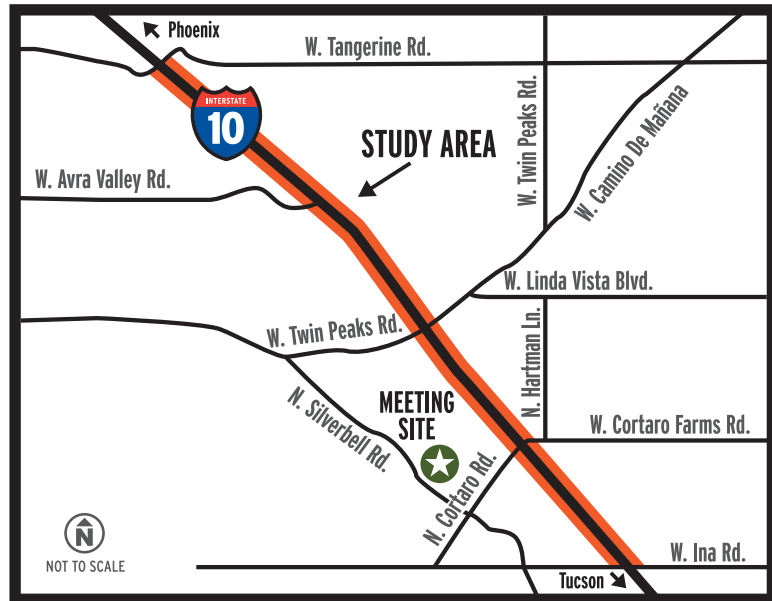 Phoenix
W. Tangerine Rd.
INTERSTATE
10
STUDY AREA
W. Twin Peaks Rd.
W. Camino De Mañana
W. Avra Valley Rd.
W. Linda Vista Blvd.
W. Twin Peaks Rd.
N. Hartman Ln.
MEETING
SITE
N. Silverbell Rd.
W. Cortaro Farms Rd.
N. Cortaro Rd.
N
NOT TO SCALE
W. Ina Rd.
Tucson